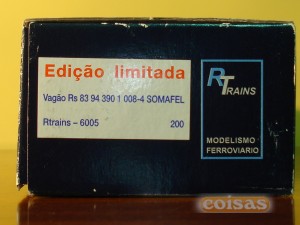 Edição limitada
Vagão Rs 83 94 390 1 008-4 SOMAFEL
Rtrains – 6005 200
RTRAINS
MODELISMO
FERROVIARIO
coisas